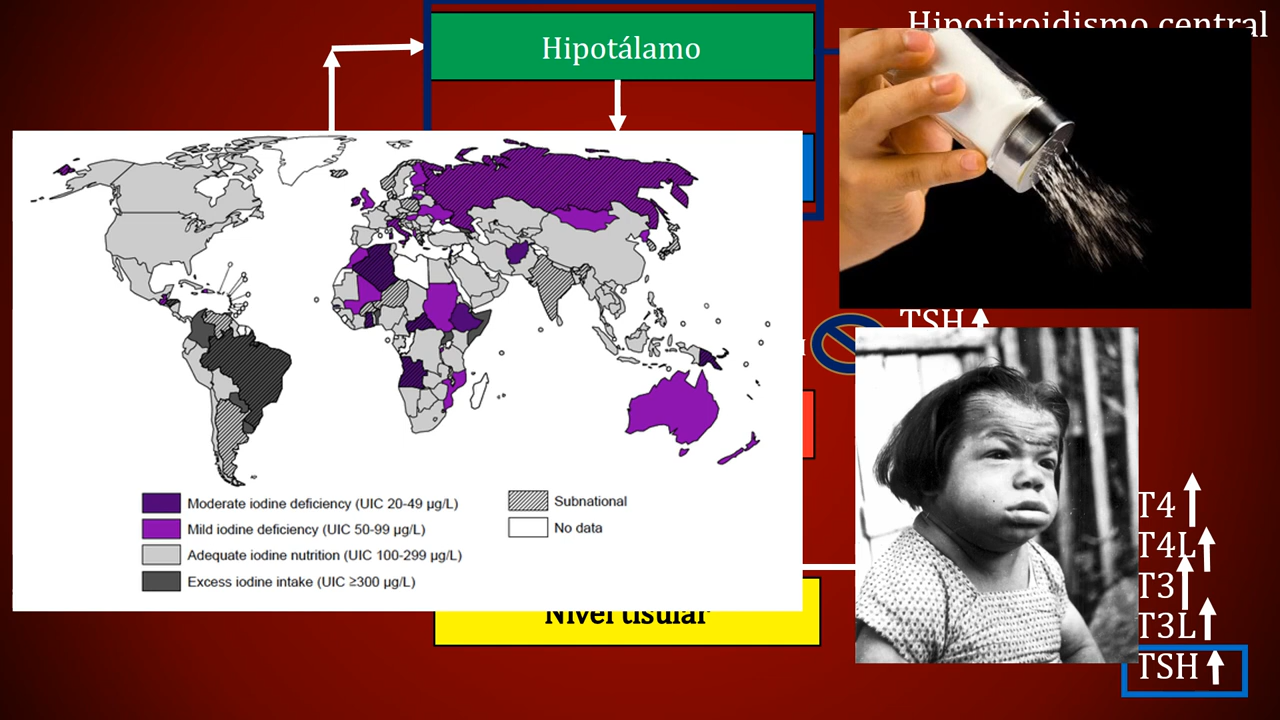 Hipotiroidismo central
Hipotálamo
TSH
Moderate iodine deficiency (UIC 20-49 µg/L)
Mild iodine deficiency (UIC 50-99 µg/L)
Adequate iodine nutrition (UIC 100-299 µg/L)
Excess iodine intake (UIC ≥300 µg/L)
Subnational
No data
Nivel tisular
T4
T4L
T3
T3L
TSH